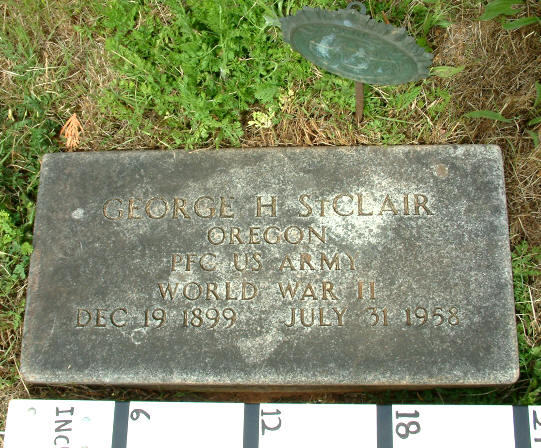 GEORGE H STCLAIR
OREGON
PFC US ARMY
WORLD WAR II
DEC 19 1899 JULY 31 1958
INC 6 12 18